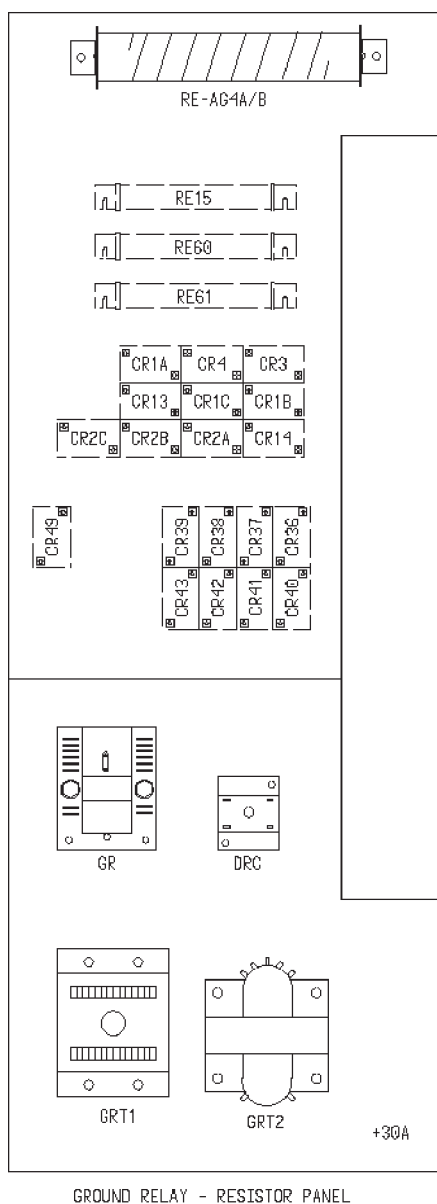 RE-AG4A/B
RE15
RE60
RE61
CR1A CR4 CR3
CR13 CR1C CR1B
CR2C CR2B CR2A CR14
CR49 CR39 CR38 CR37 CR36
CR43 CR42 CR41 CR40
GR DRC
GRT1 GRT2
+30A
GROUND RELAY - RESISTOR PANEL